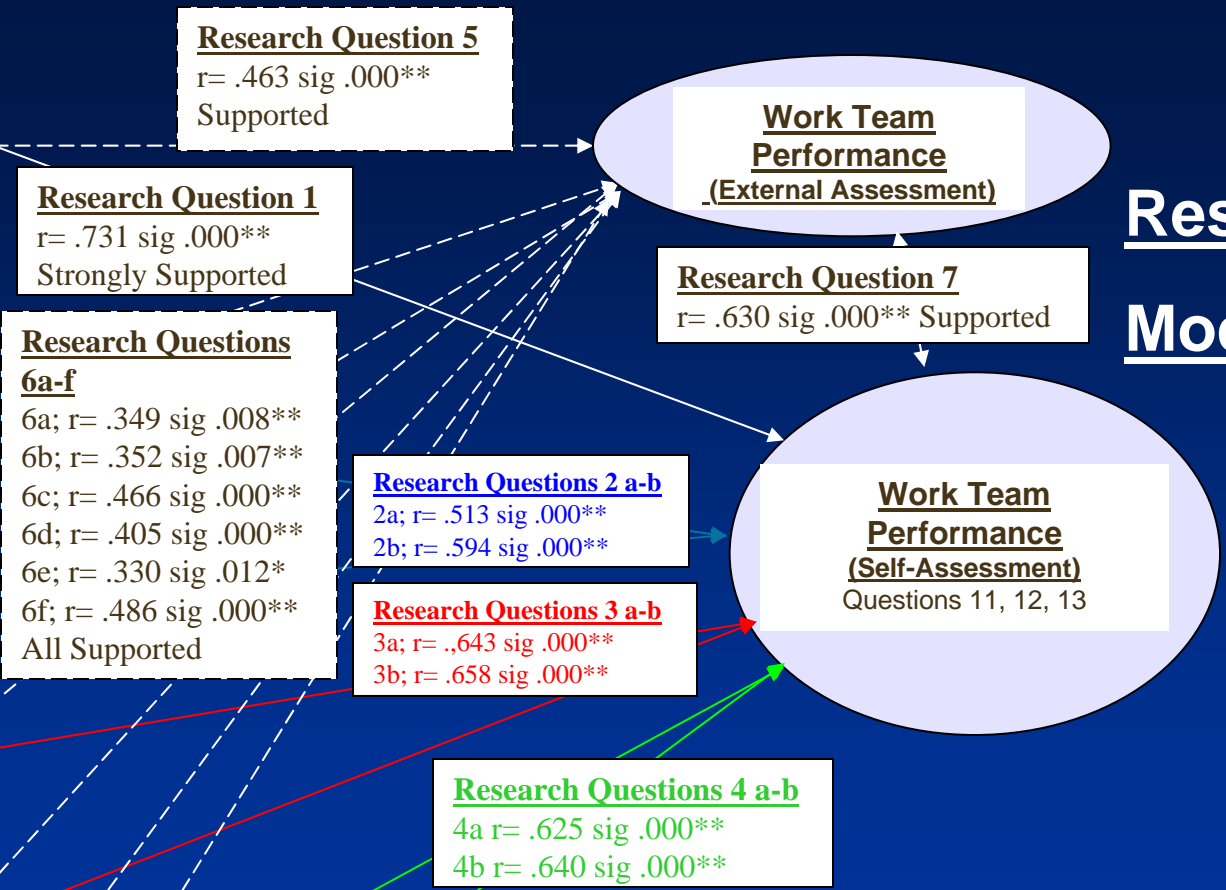 Research Question 5
r= .463 sig .000**
Supported
Work Team
Performance
(External Assessment)
Research Question 1
r= .731 sig .000**
Strongly Supported
Research Question 7
r= .630 sig .000** Supported
Res
Mod
Research Questions
6a-f
6a; r= .349 sig .008**
6b; r= .352 sig .007**
6c; r= .466 sig .000**
6d; r= .405 sig .000**
6e; r= .330 sig .012*
6f; r= .486 sig .000**
All Supported
Research Questions 2 a-b
2a; r= .513 sig .000**
2b; r= .594 sig .000**
Work Team
Performance
(Self-Assessment)
Questions 11, 12, 13
Research Questions 3 a-b
3a; r= .,643 sig .000**
3b; r= .658 sig .000**
Research Questions 4 a-b
4a r= .625 sig .000**
4b r= .640 sig .000**